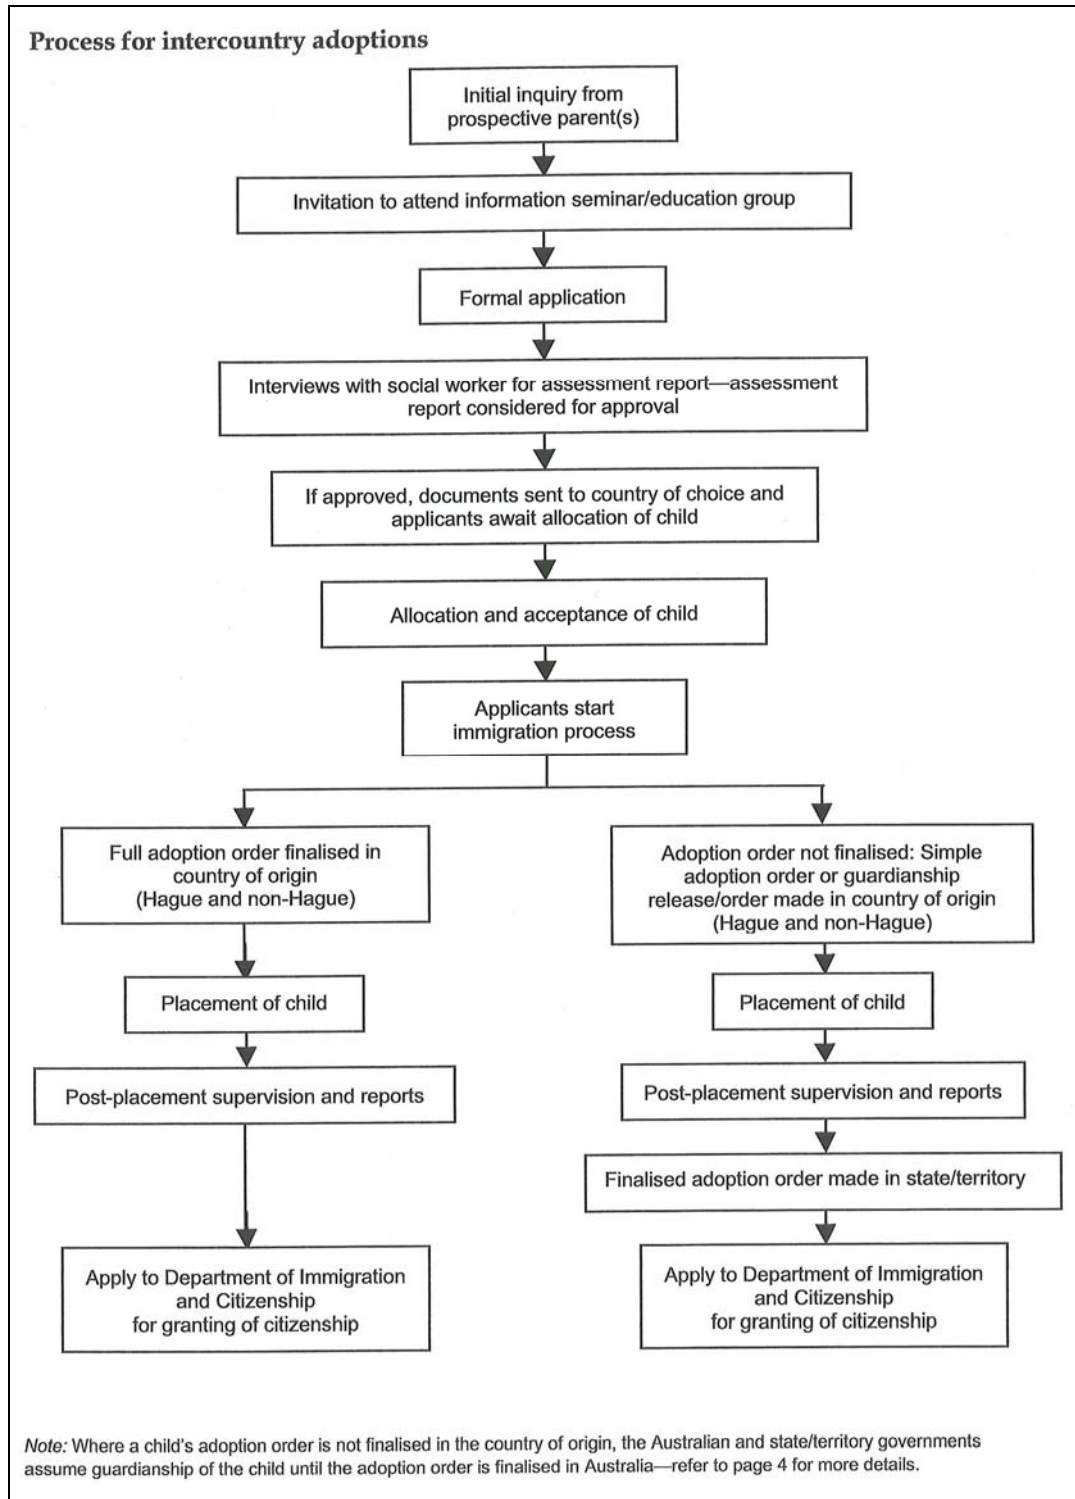 Process for intercountry adoptions
Initial inquiry from
prospective parent(s)
Invitation to attend information seminar/education group
Formal application
Interviews with social worker for assessment report—assessment
report considered for approval
If approved, documents sent to country of choice and
applicants await allocation of child
Allocation and acceptance of child
Applicants start
immigration process
Full adoption order finalised in
country of origin
(Hague and non-Hague)
Placement of child
Post-placement supervision and reports
Apply to Department of Immigration
and Citizenship
for granting of citizenship
Adoption order not finalised: Simple
adoption order or guardianship
release/order made in country of origin
(Hague and non-Hague)
Placement of child
Post-placement supervision and reports
Finalised adoption order made in state/territory
Apply to Department of Immigration
and Citizenship
for granting of citizenship
Note: Where a child's adoption order is not finalised in the country of origin, the Australian and state/territory governments
assume guardianship of the child until the adoption order is finalised in Australia—refer to page 4 for more details.